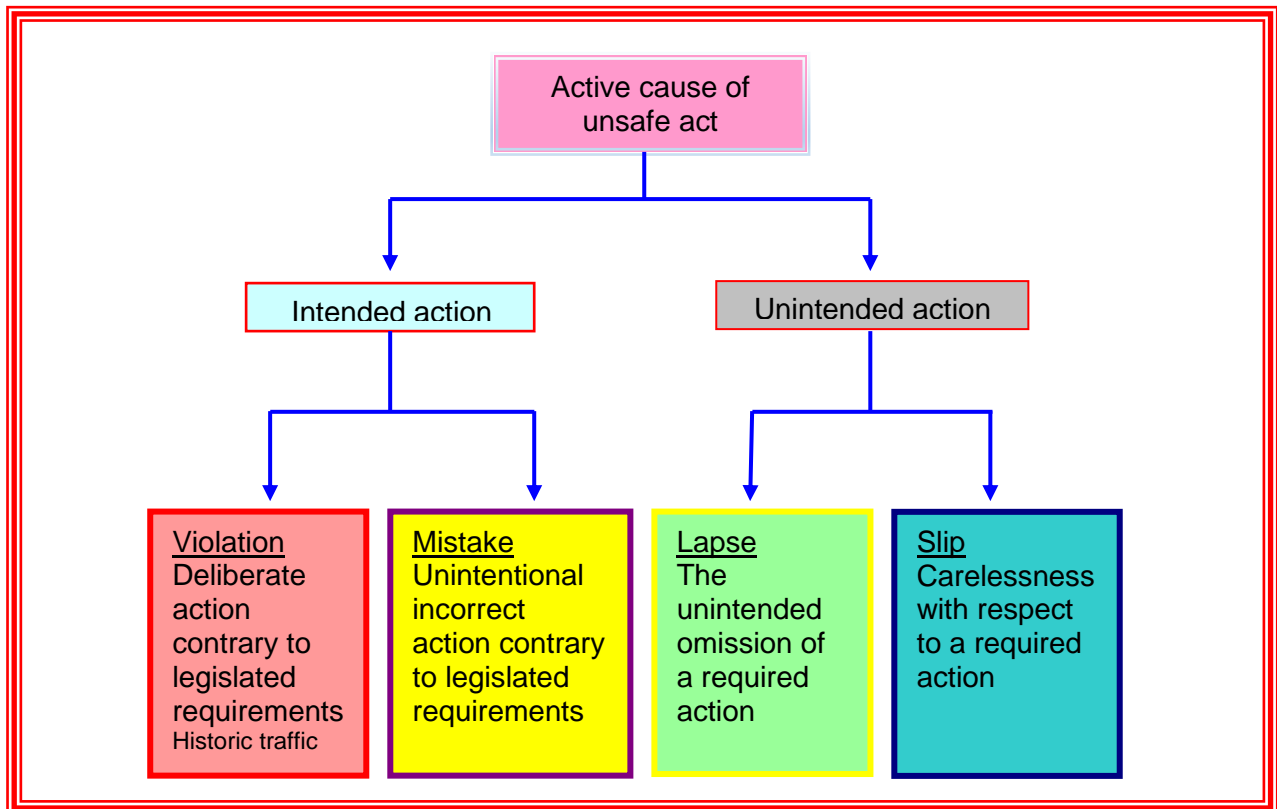 Active cause of
unsafe act
Intended action
Unintended action
Violation
Deliberate
action
contrary to
legislated
requirements
Historic traffic
Mistake
Unintentional
incorrect
action contrary
to legislated
requirements
Lapse
The
unintended
omission of
a required
action
Slip
Carelessness
with respect
to a required
action